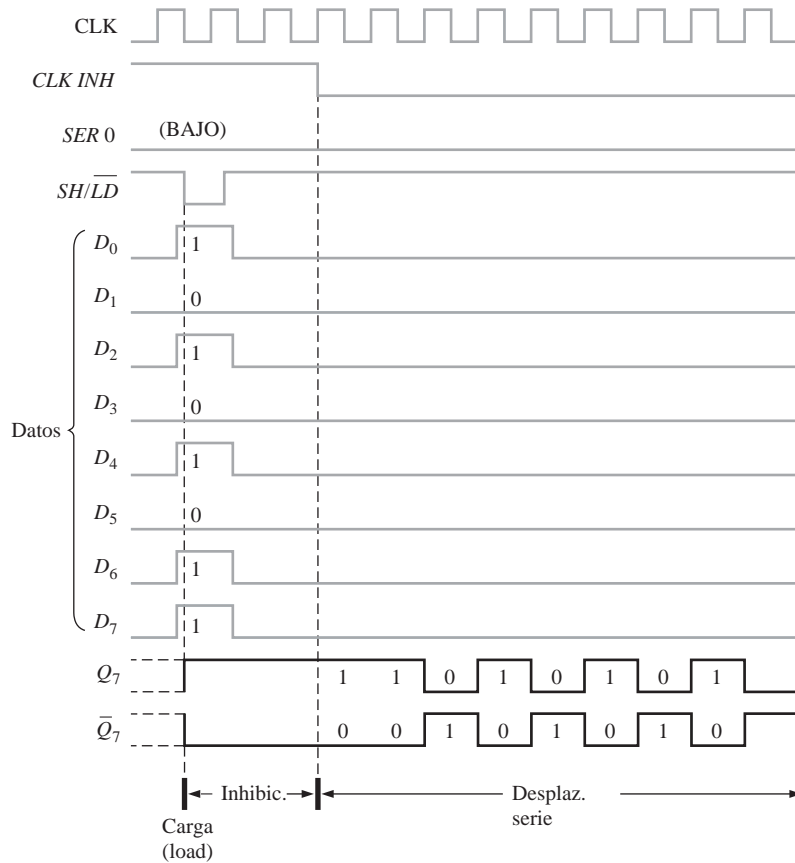 CLK
CLK INH
SER 0 (BAJO)
SH/L̅D̅
D₀ 1
D₁ 0
D₂ 1
D₃ 0
Datos
D₄ 1
D₅ 0
D₆ 1
D₇ 1
Q₇ 1 1 0 1 0 1 0 1
Q̅₇ 0 0 1 0 1 0 1 0
Inhibic. Desplaz.
serie
Carga
(load)